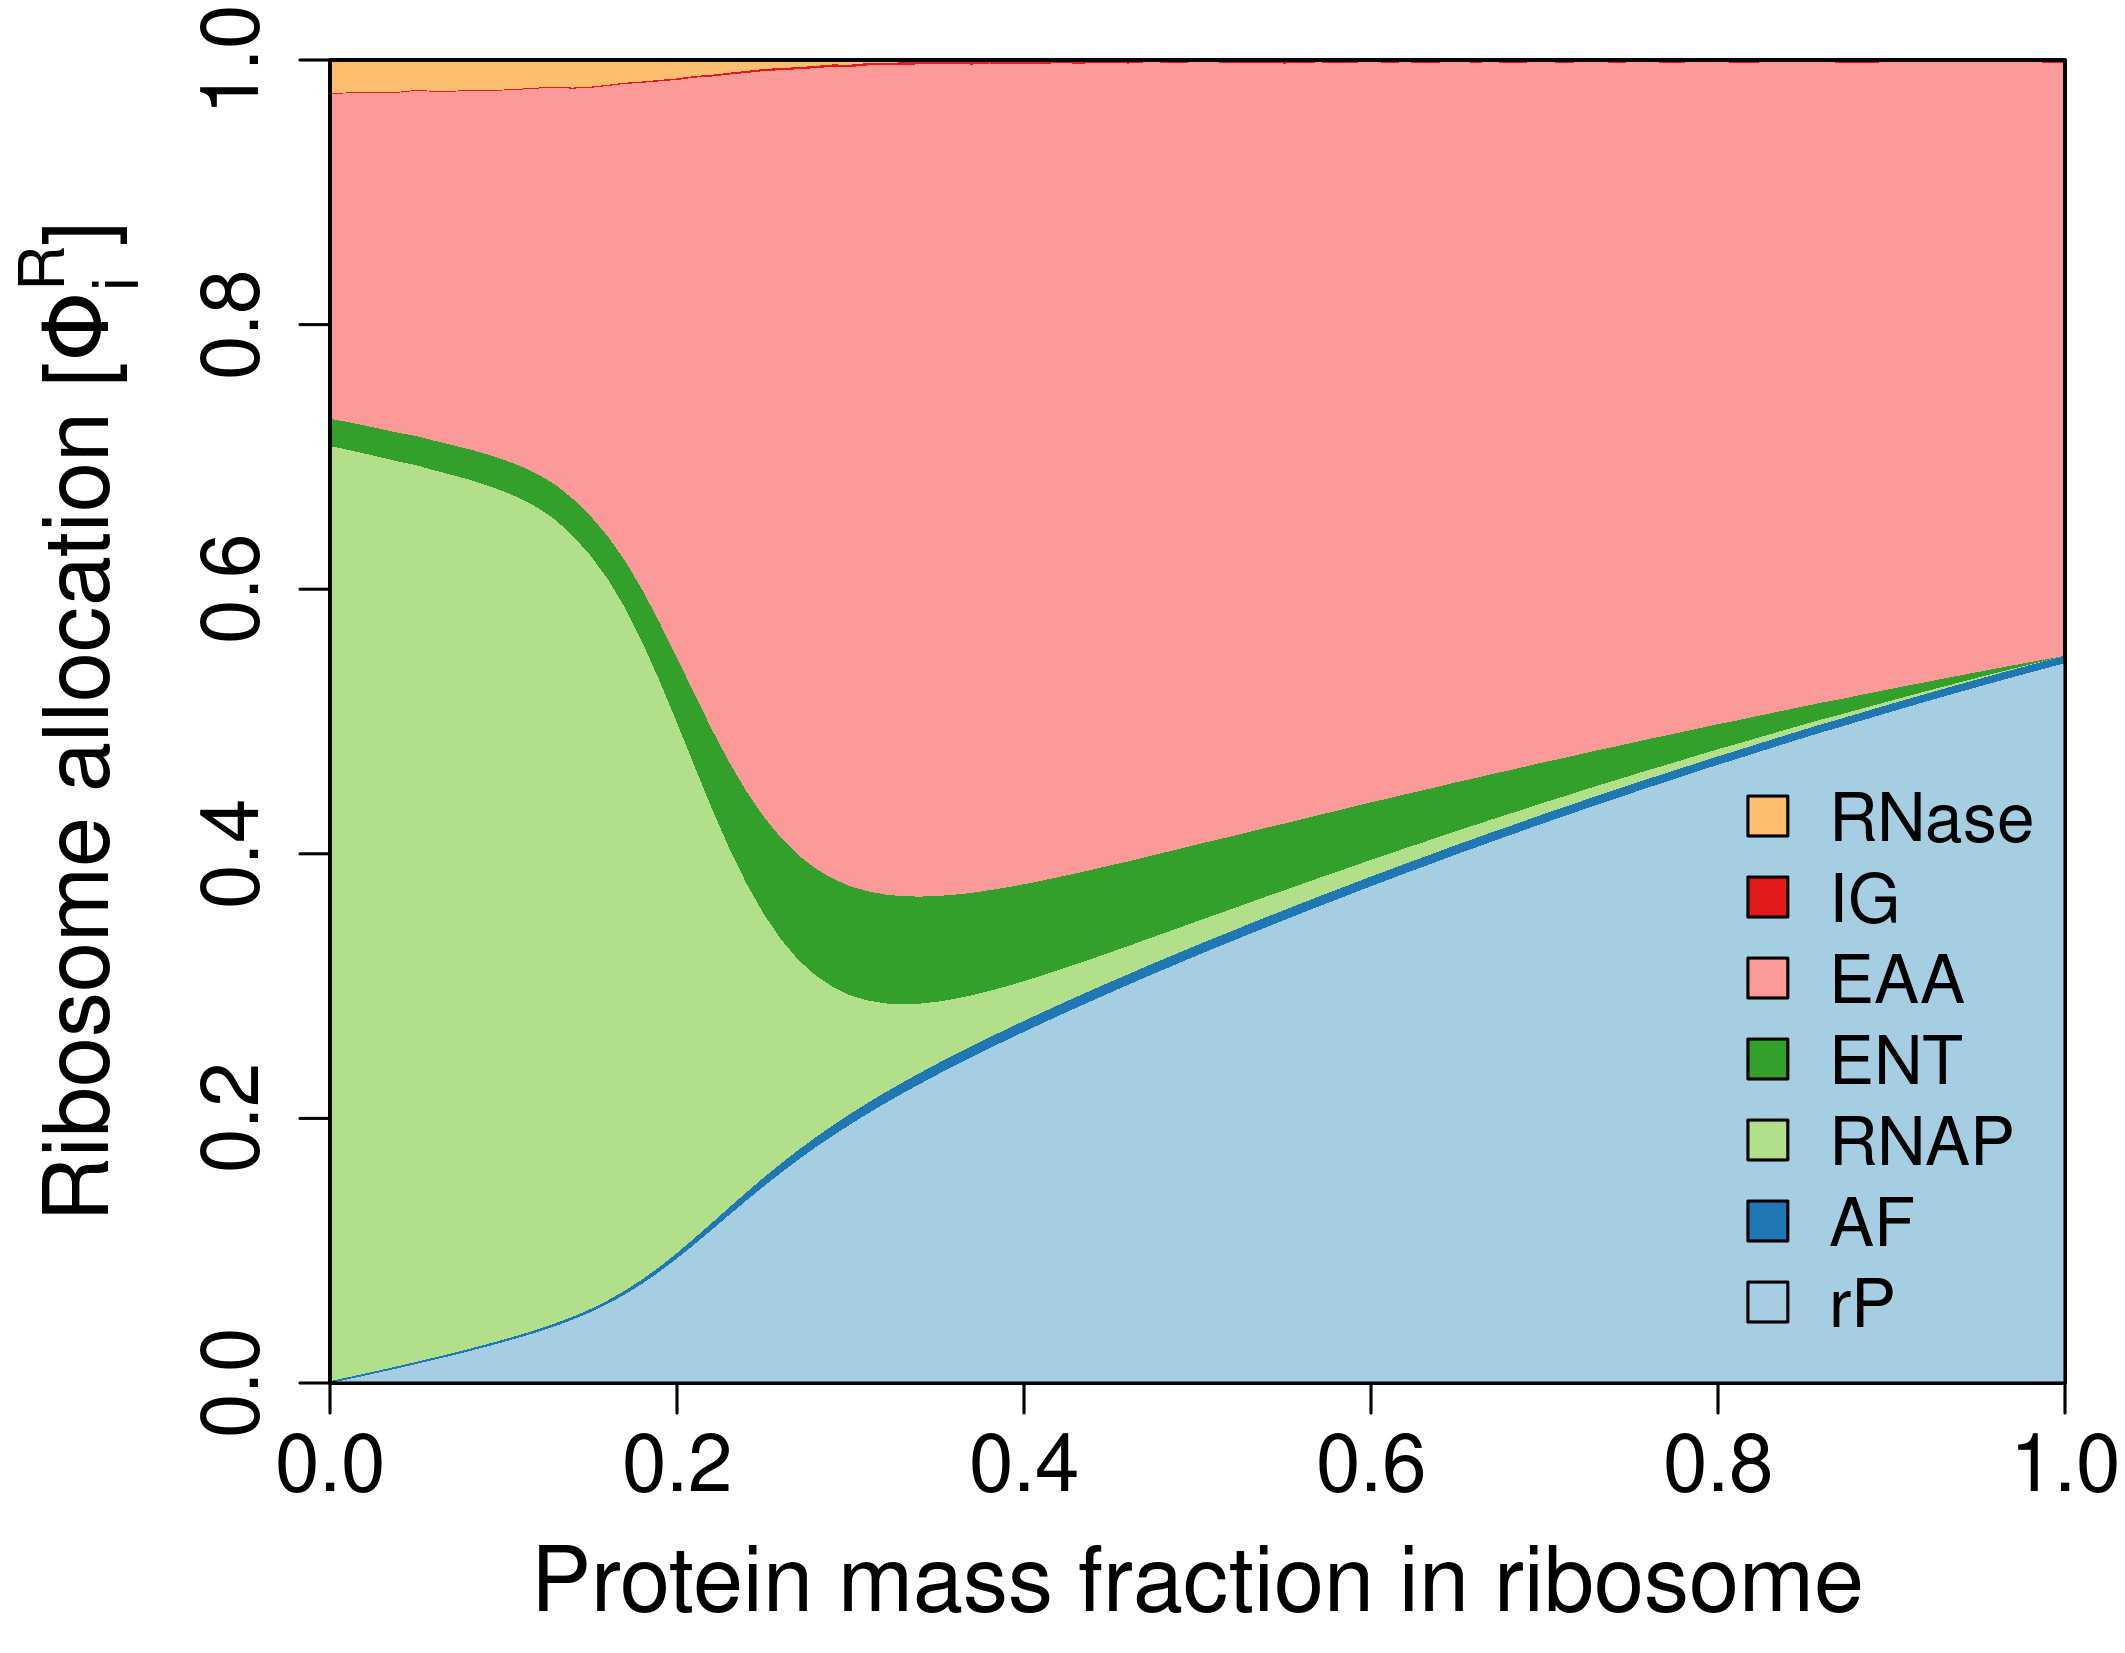 Ribosome allocation [Φ_i^R]
1.0
0.8
0.6
0.4
0.2
0.0
RNase
IG
EAA
ENT
RNAP
AF
rP
0.0 0.2 0.4 0.6 0.8 1.0
Protein mass fraction in ribosome